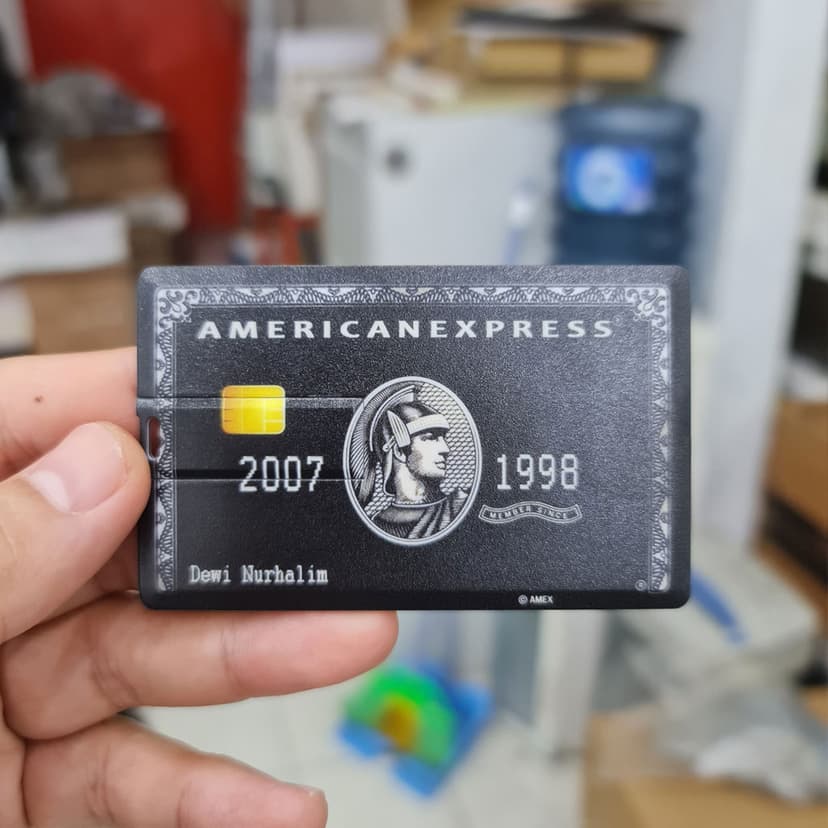 AMERICANEXPRESS
2007 1998
MEMBER SINCE
Dewi Nurhalim
© AMEX